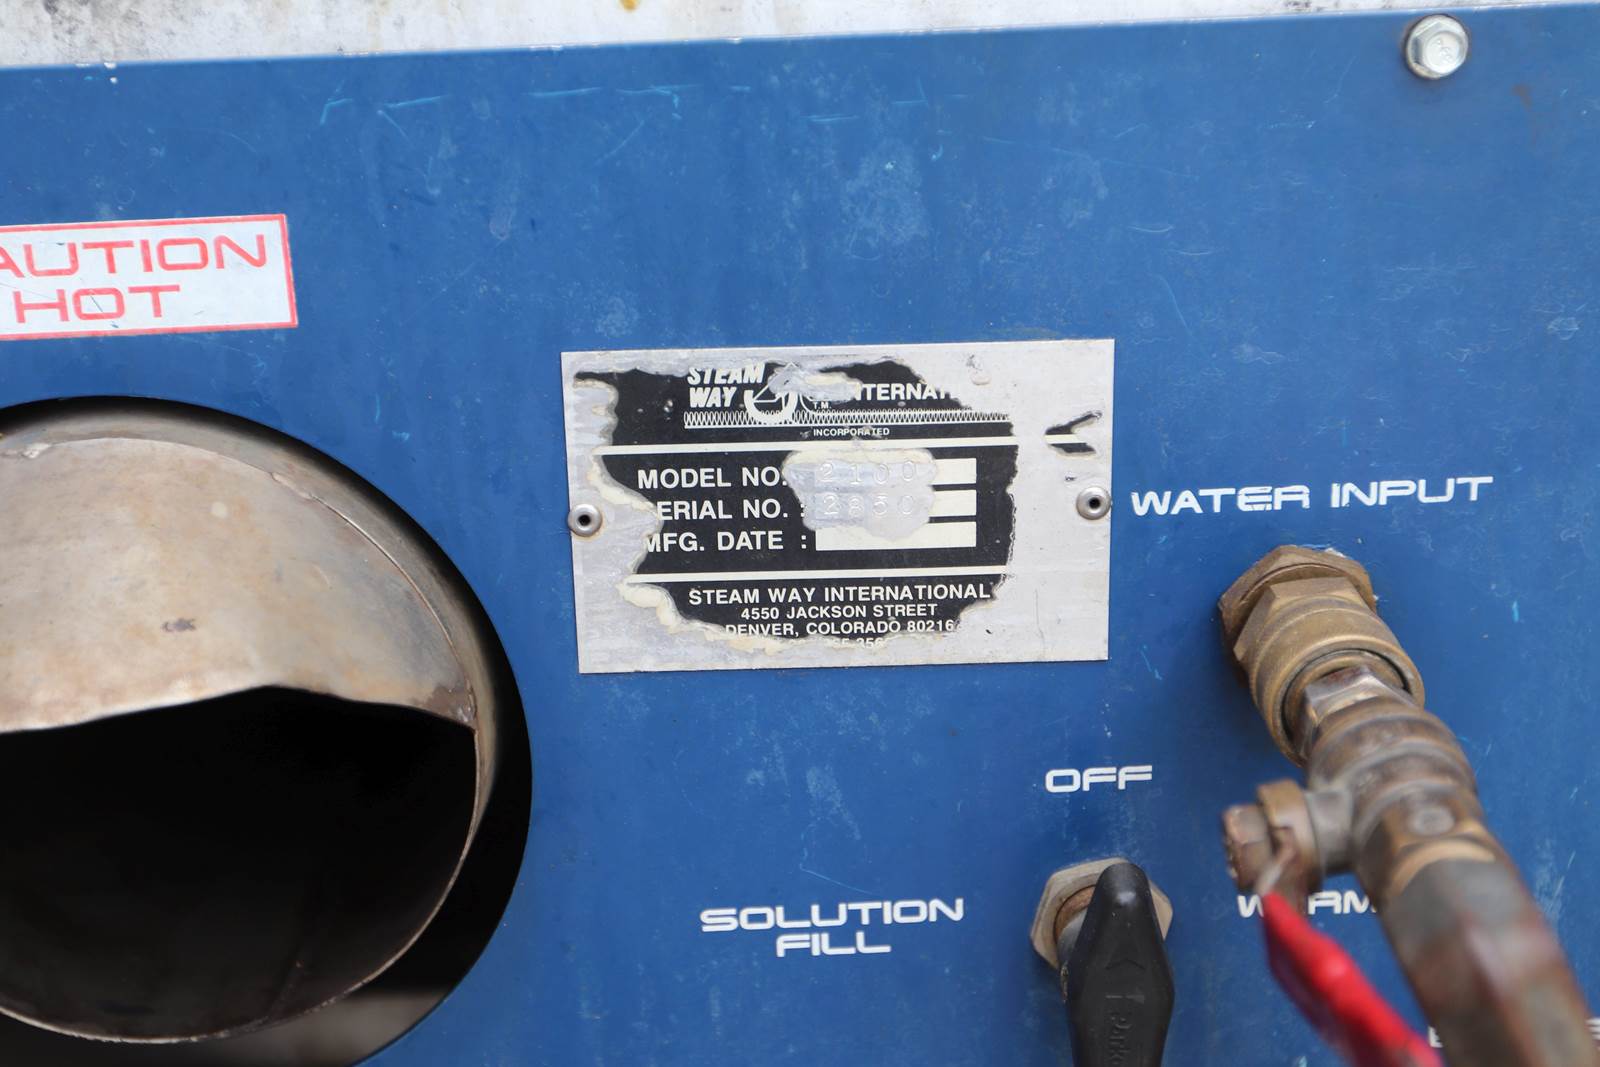 AUTION
HOT
STEAM
WAY
T.M.
INTERNAT
INCORPORATED
MODEL NO. 2100
ERIAL NO. : 2850
MFG. DATE :
STEAM WAY INTERNATIONAL
4550 JACKSON STREET
DENVER, COLORADO 80216
WATER INPUT
OFF
SOLUTION
FILL
Parker